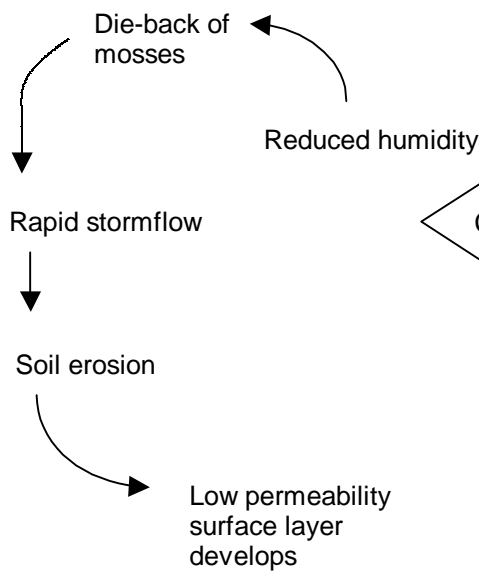 Die-back of
mosses
Reduced humidity
Rapid stormflow
Soil erosion
Low permeability
surface layer
develops